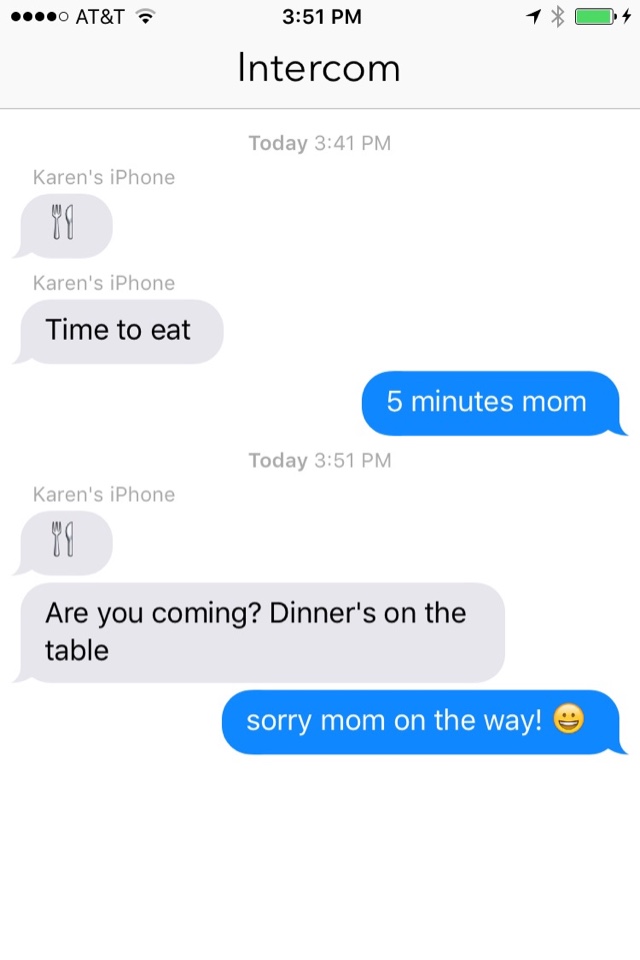 AT&T 3:51 PM
Intercom
Today 3:41 PM
Karen's iPhone
🍴
Karen's iPhone
Time to eat
5 minutes mom
Today 3:51 PM
Karen's iPhone
🍴
Are you coming? Dinner's on the
table
sorry mom on the way! 😀